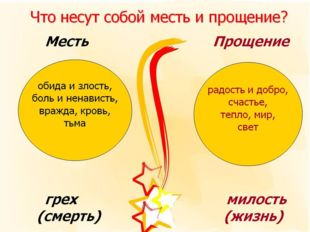 Что несут собой месть и прощение?
Месть
Прощение
обида и злость,
боль и ненависть,
вражда, кровь,
тьма
радость и добро,
счастье,
тепло, мир,
свет
грех
(смерть)
милость
(жизнь)